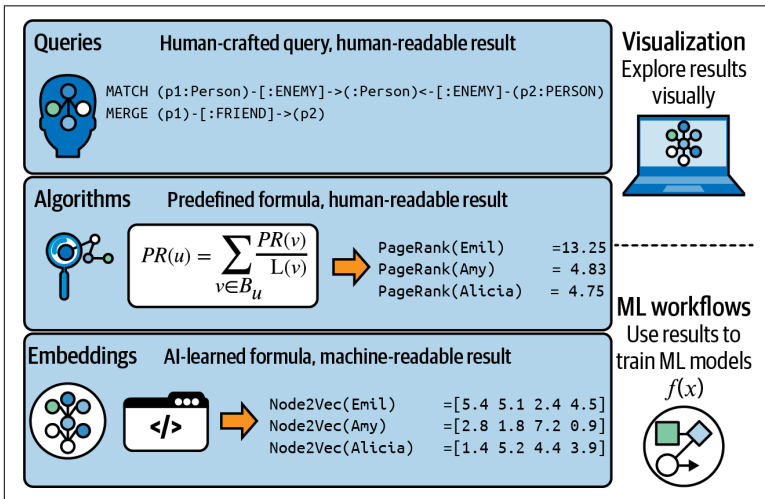 Queries
Human-crafted query, human-readable result
MATCH (p1:Person)-[:ENEMY]->(:Person)<-[:ENEMY]-(p2:PERSON)
MERGE (p1)-[:FRIEND]->(p2)
Visualization
Explore results
visually
Algorithms
Predefined formula, human-readable result
PR(u) = ∑ v∈B_u PR(v) / L(v)
PageRank(Emil) =13.25
PageRank(Amy) = 4.83
PageRank(Alicia) = 4.75
ML workflows
Use results to
train ML models
f(x)
Embeddings
AI-learned formula, machine-readable result
</>
Node2Vec(Emil) =[5.4 5.1 2.4 4.5]
Node2Vec(Amy) =[2.8 1.8 7.2 0.9]
Node2Vec(Alicia) =[1.4 5.2 4.4 3.9]